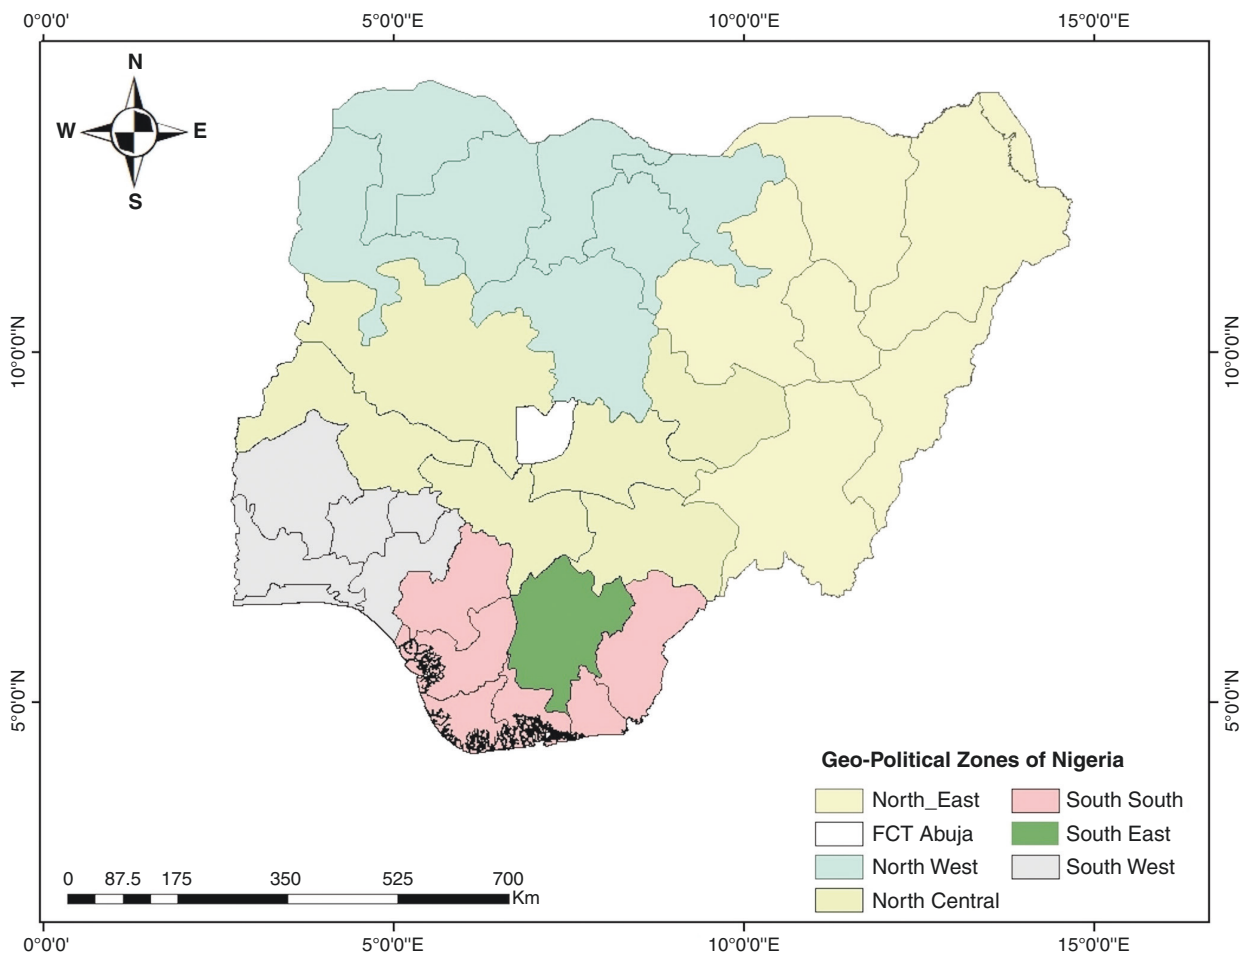 0°0'0' 5°0'0"E 10°0'0"E 15°0'0"E
N
W E
S
10°0'0"N 10°0'0"N
5°0'0"N 5°0'0"N
Geo-Political Zones of Nigeria
North_East South South
FCT Abuja South East
North West South West
North Central
0 87.5 175 350 525 700
Km
0°0'0' 5°0'0"E 10°0'0"E 15°0'0"E